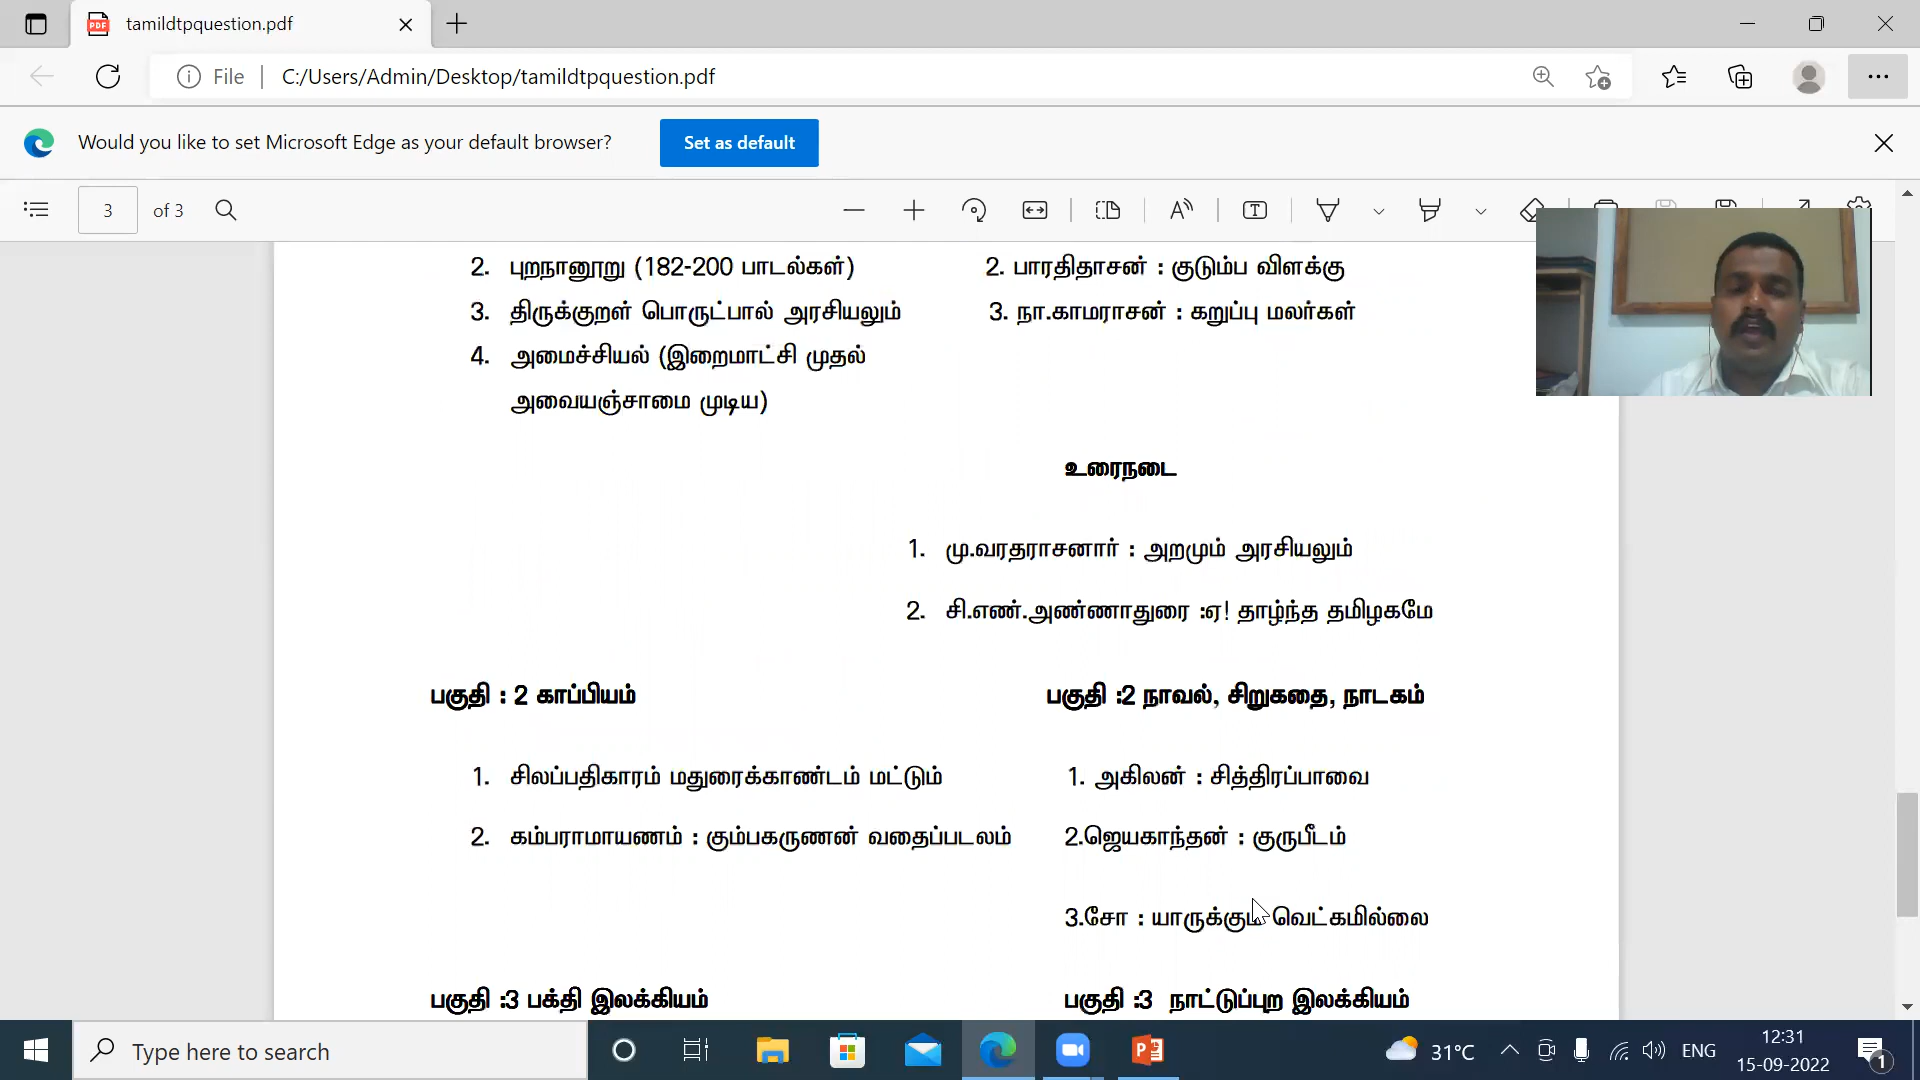 tamildtpquestion.pdf
File
C:/Users/Admin/Desktop/tamildtpquestion.pdf
Would you like to set Microsoft Edge as your default browser?
Set as default
3 of 3
2. புறநானூறு (182-200 பாடல்கள்)
2. பாரதிதாசன் : குடும்ப விளக்கு
3. திருக்குறள் பொருட்பால் அரசியலும்
3. நா.காமராசன் : கறுப்பு மலர்கள்
4. அமைச்சியல் (இறைமாட்சி முதல்
அவையஞ்சாமை முடிய)
உரைநடை
1. மு.வரதராசனார் : அறமும் அரசியலும்
2. சி.எண்.அண்ணாதுரை :ஏ! தாழ்ந்த தமிழகமே
பகுதி : 2 காப்பியம்
பகுதி :2 நாவல், சிறுகதை, நாடகம்
1. சிலப்பதிகாரம் மதுரைக்காண்டம் மட்டும்
1. அகிலன் : சித்திரப்பாவை
2. கம்பராமாயணம் : கும்பகருணன் வதைப்படலம்
2.ஜெயகாந்தன் : குருபீடம்
3.சோ : யாருக்கும் வெட்கமில்லை
பகுதி :3 பக்தி இலக்கியம்
பகுதி :3 நாட்டுப்புற இலக்கியம்
Type here to search
31°C
ENG
12:31
15-09-2022
1